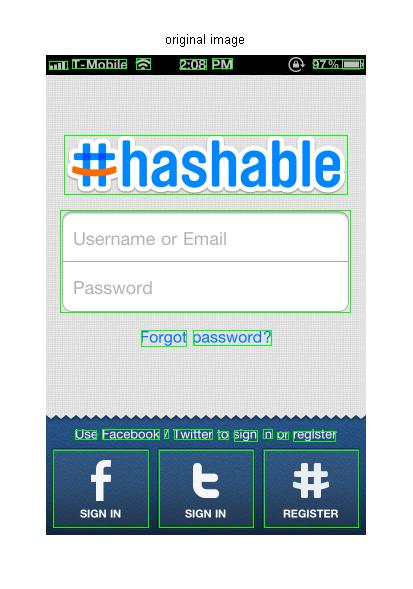 original image
T-Mobile 2:08 PM 97%
#hashable
Username or Email
Password
Forgot password?
Use Facebook / Twitter to sign in or register
SIGN IN SIGN IN REGISTER